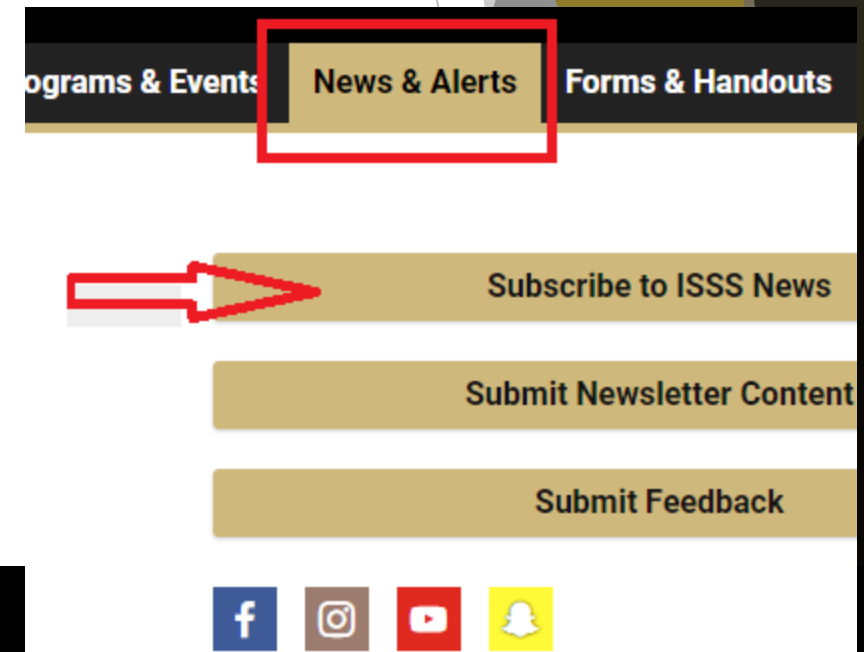 ograms & Events
News & Alerts
Forms & Handouts
Subscribe to ISSS News
Submit Newsletter Content
Submit Feedback